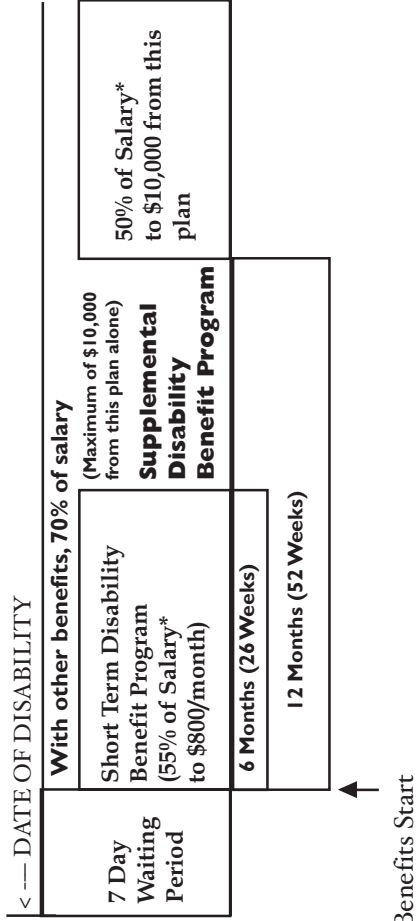 < –– DATE OF DISABILITY
With other benefits, 70% of salary
7 Day
Waiting
Period
Short Term Disability
Benefit Program
(55% of Salary*
to $800/month)
(Maximum of $10,000
from this plan alone)
Supplemental
Disability
Benefit Program
50% of Salary*
to $10,000 from this
plan
6 Months (26 Weeks)
12 Months (52 Weeks)
Benefits Start